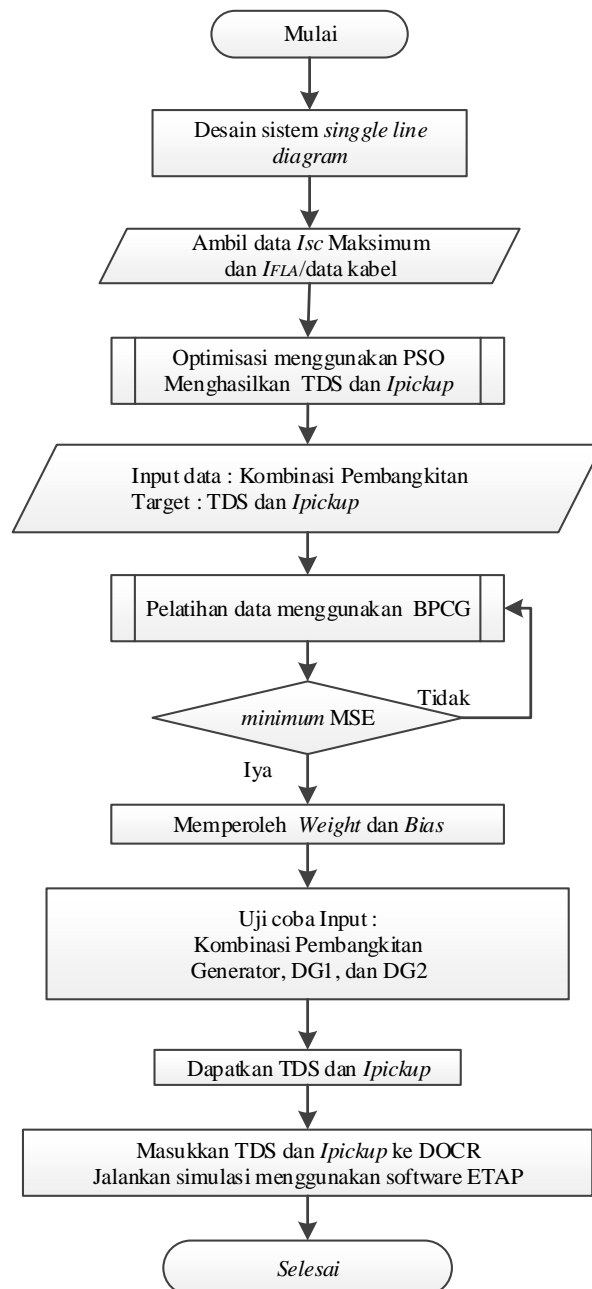 Mulai
Desain sistem singgle line
diagram
Ambil data Isc Maksimum
dan IFLA/data kabel
Optimisasi menggunakan PSO
Menghasilkan TDS dan Ipickup
Input data : Kombinasi Pembangkitan
Target : TDS dan Ipickup
Pelatihan data menggunakan BPCG
Tidak
minimum MSE
Iya
Memperoleh Weight dan Bias
Uji coba Input :
Kombinasi Pembangkitan
Generator, DG1, dan DG2
Dapatkan TDS dan Ipickup
Masukkan TDS dan Ipickup ke DOCR
Jalankan simulasi menggunakan software ETAP
Selesai